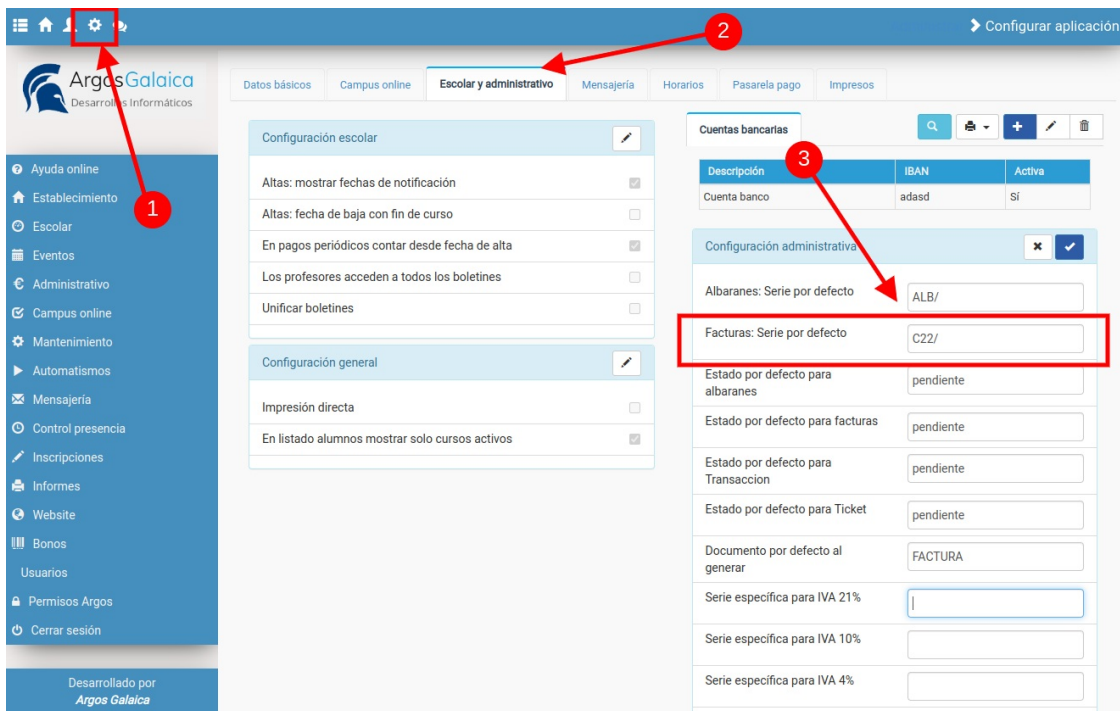 Configurar aplicación
2
ArgosGalaica
Desarrollos Informáticos
Datos básicos
Campus online
Escolar y administrativo
Mensajería
Horarios
Pasarela pago
Impresos
1
Ayuda online
Establecimiento
Escolar
Eventos
€ Administrativo
Campus online
Mantenimiento
Automatismos
Mensajería
Control presencia
Inscripciones
Informes
Website
Bonos
Usuarios
Permisos Argos
Cerrar sesión
Desarrollado por
Argos Galaica
Configuración escolar
Altas: mostrar fechas de notificación
Altas: fecha de baja con fin de curso
En pagos periódicos contar desde fecha de alta
Los profesores acceden a todos los boletines
Unificar boletines
Configuración general
Impresión directa
En listado alumnos mostrar solo cursos activos
Cuentas bancarias
3
Descripción IBAN Activa
Cuenta banco adasd Sí
Configuración administrativa
Albaranes: Serie por defecto ALB/
Facturas: Serie por defecto C22/
Estado por defecto para
albaranes
pendiente
Estado por defecto para facturas pendiente
Estado por defecto para
Transaccion
pendiente
Estado por defecto para Ticket pendiente
Documento por defecto al
generar
FACTURA
Serie específica para IVA 21%
Serie específica para IVA 10%
Serie específica para IVA 4%